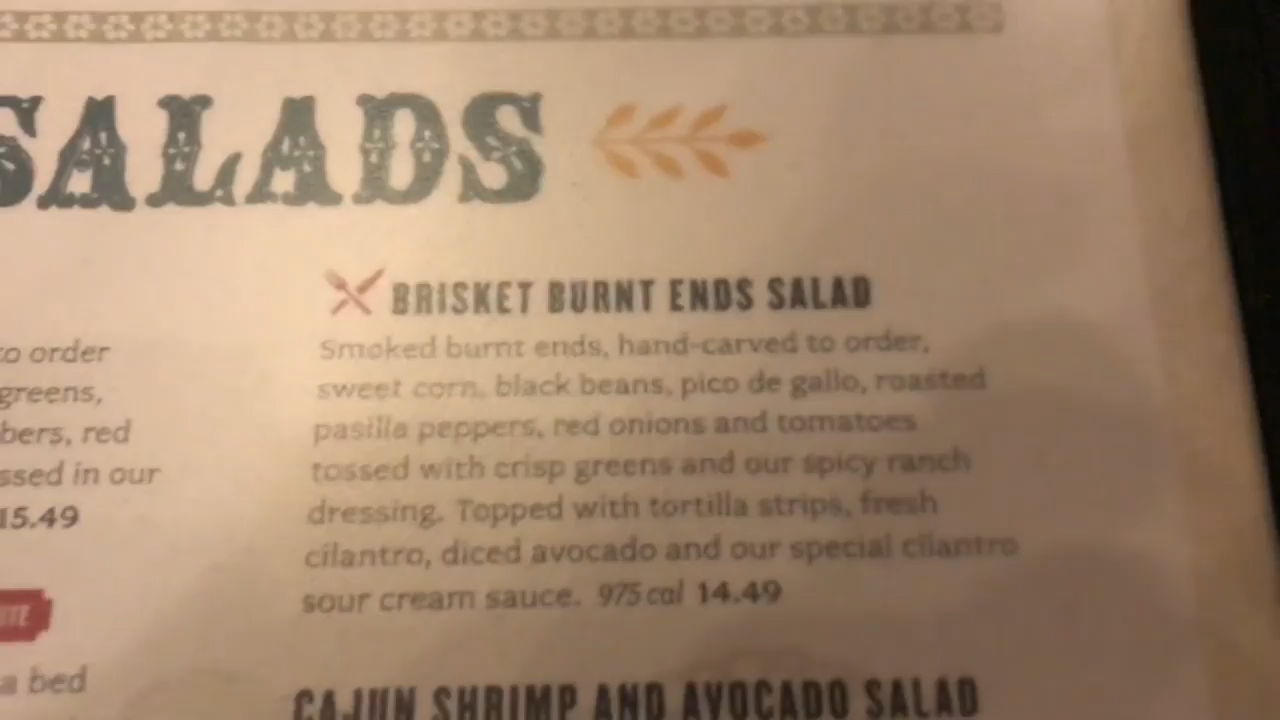 SALADS
to order
greens,
bers, red
ssed in our
15.49
a bed
BRISKET BURNT ENDS SALAD
Smoked burnt ends, hand-carved to order,
sweet corn, black beans, pico de gallo, roasted
pasilla peppers, red onions and tomatoes
tossed with crisp greens and our spicy ranch
dressing. Topped with tortilla strips, fresh
cilantro, diced avocado and our special cilantro
sour cream sauce. 975 cal 14.49
CAJUN SHRIMP AND AVOCADO SALAD